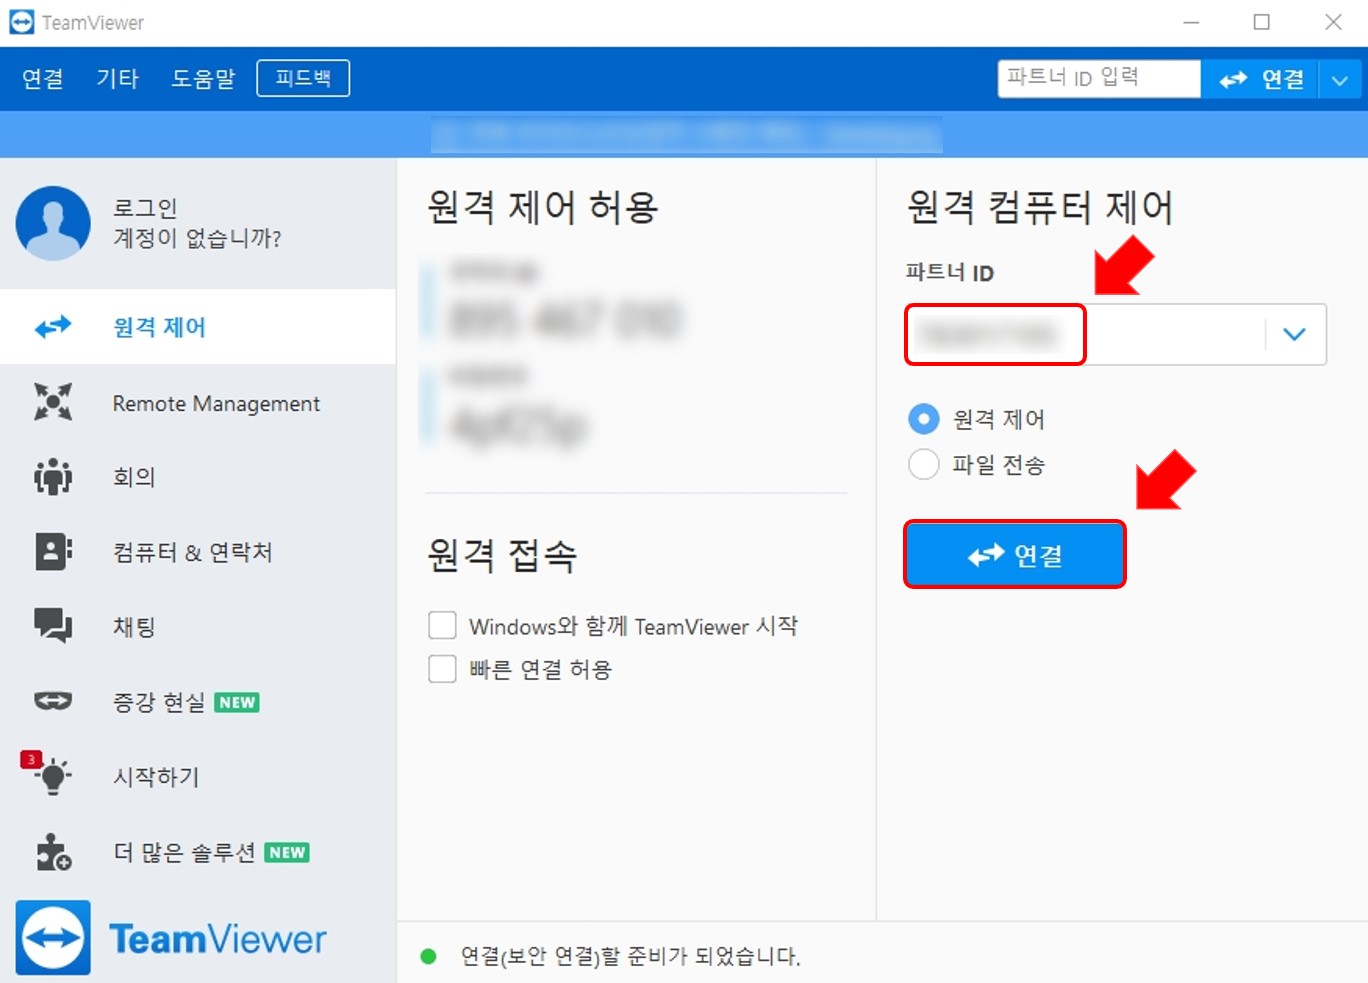 TeamViewer
연결 기타 도움말 피드백 파트너 ID 입력 연결
로그인
계정이 없습니까?
원격 제어
Remote Management
회의
컴퓨터 & 연락처
채팅
증강 현실 NEW
3
시작하기
더 많은 솔루션 NEW
TeamViewer
원격 제어 허용
원격 접속
Windows와 함께 TeamViewer 시작
빠른 연결 허용
원격 컴퓨터 제어
파트너 ID
원격 제어
파일 전송
연결
연결(보안 연결)할 준비가 되었습니다.